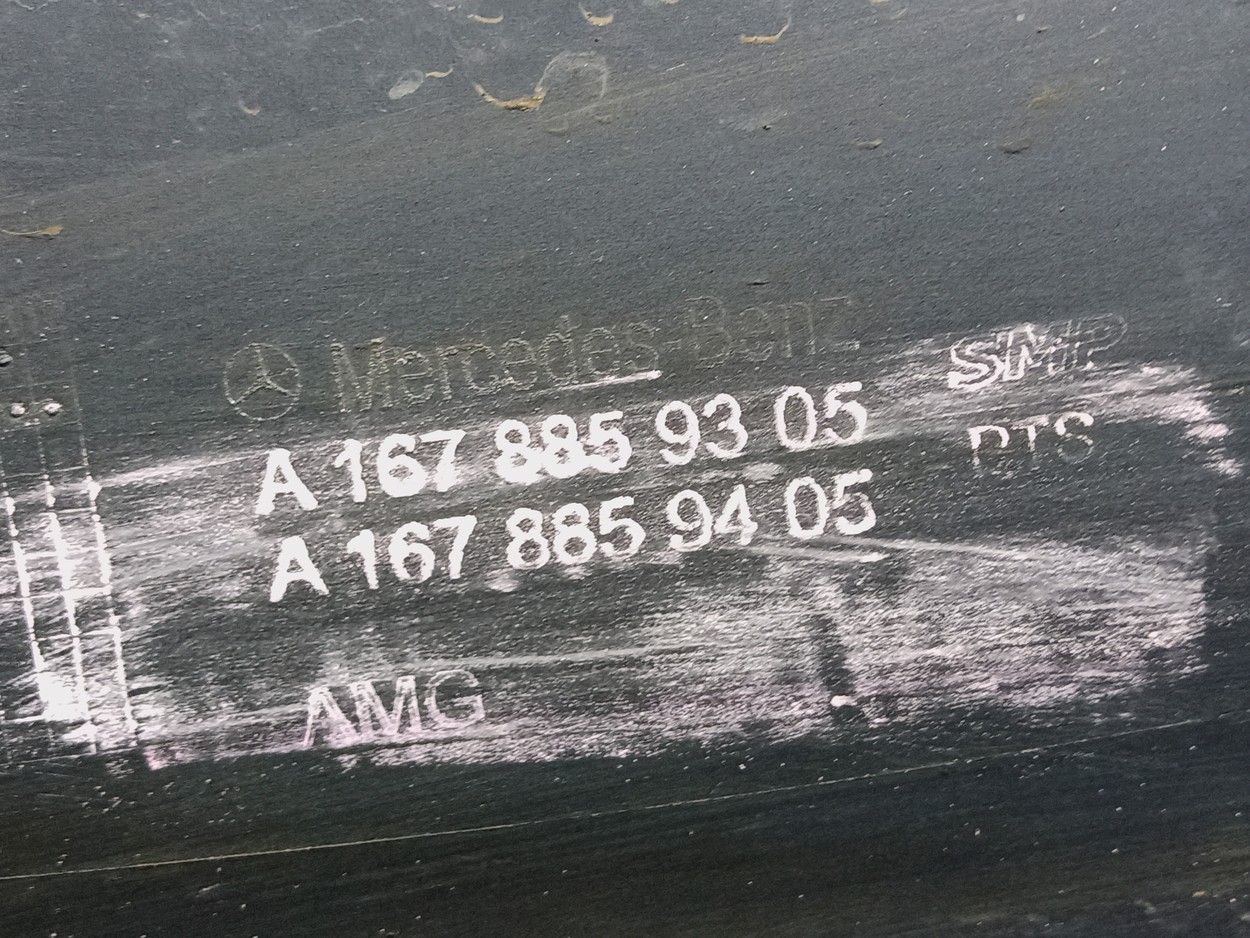 Mercedes-Benz
SMP
A 167 885 93 05
PTS
A 167 885 94 05
AMG